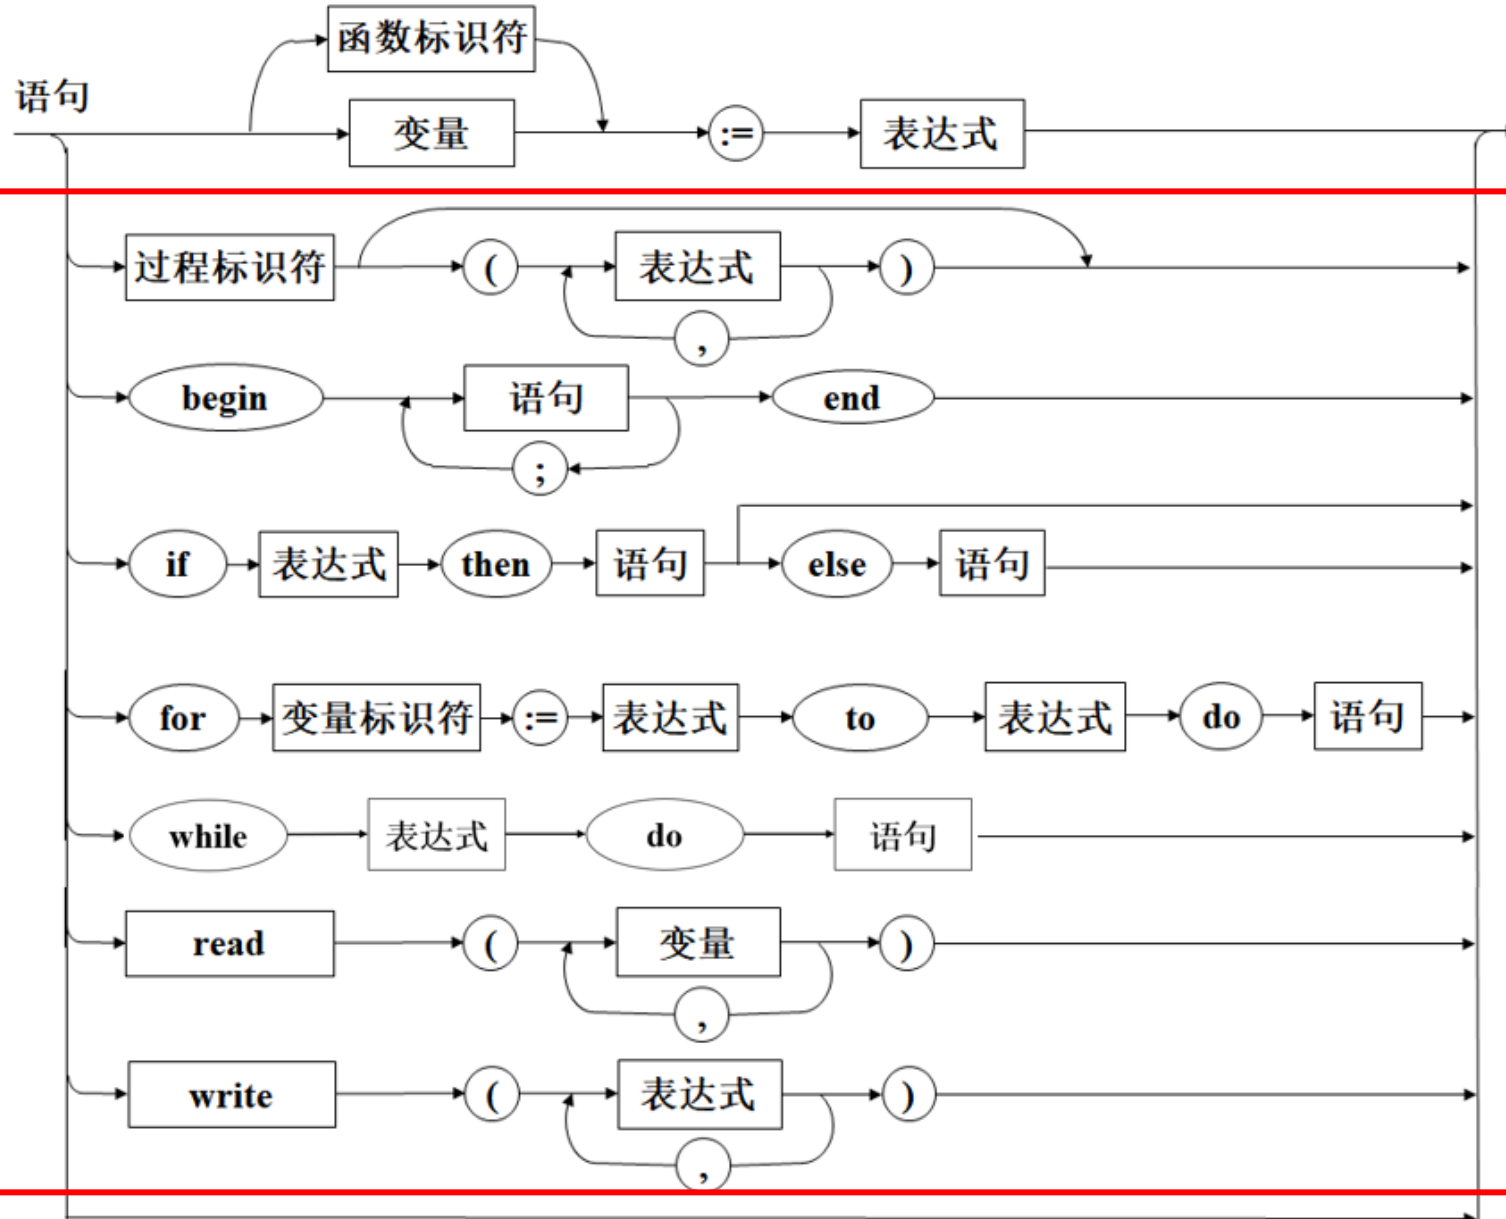 函数标识符
语句
变量 := 表达式
过程标识符 ( 表达式 )
,
begin 语句 end
;
if 表达式 then 语句 else 语句
for 变量标识符 := 表达式 to 表达式 do 语句
while 表达式 do 语句
read ( 变量 )
,
write ( 表达式 )
,